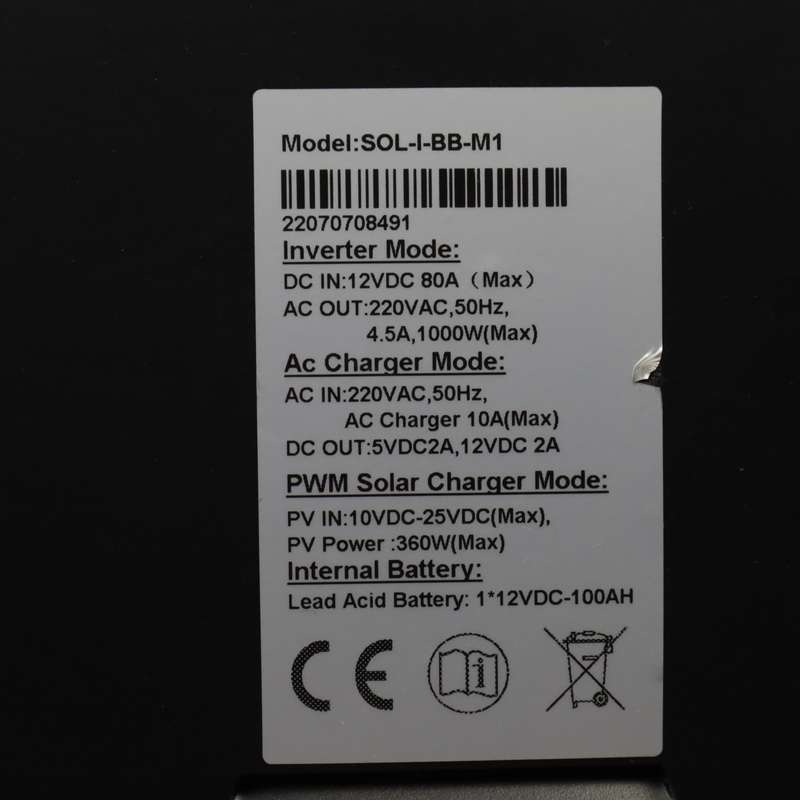 Model:SOL-I-BB-M1
22070708491
Inverter Mode:
DC IN:12VDC 80A（Max）
AC OUT:220VAC,50Hz,
4.5A,1000W(Max)
Ac Charger Mode:
AC IN:220VAC,50Hz,
AC Charger 10A(Max)
DC OUT:5VDC2A,12VDC 2A
PWM Solar Charger Mode:
PV IN:10VDC-25VDC(Max),
PV Power :360W(Max)
Internal Battery:
Lead Acid Battery: 1*12VDC-100AH
CE